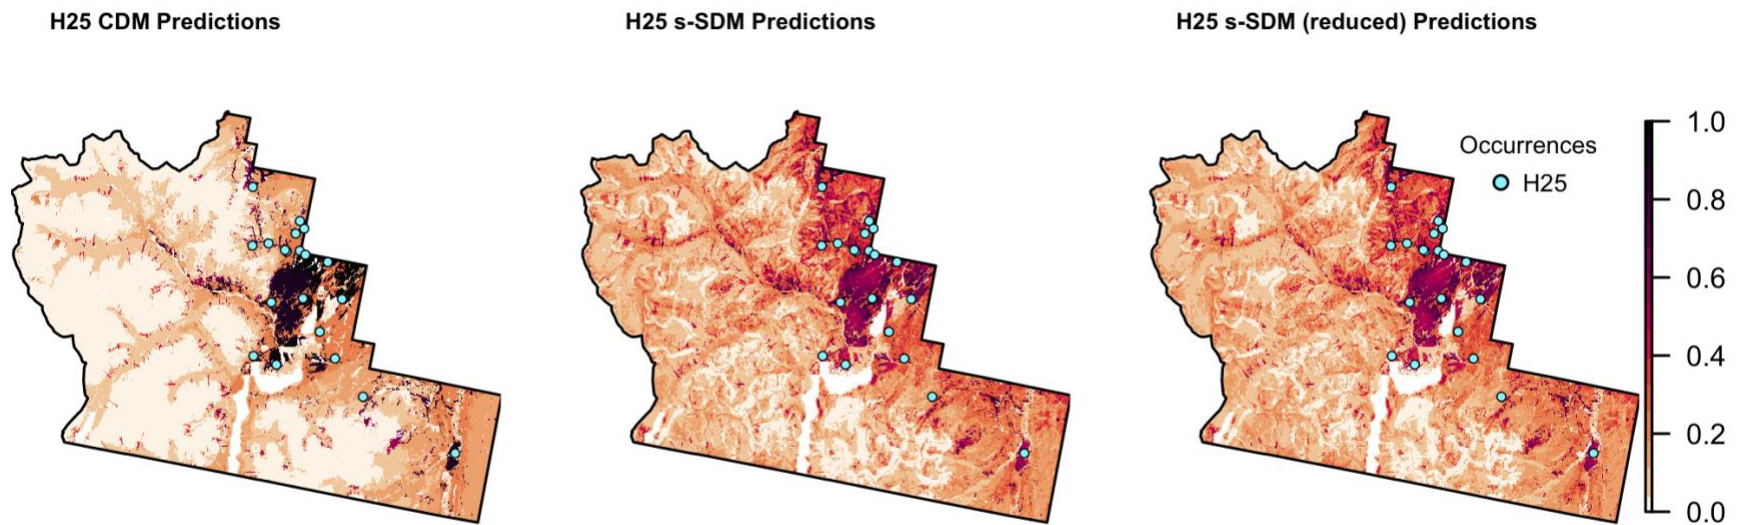 H25 CDM Predictions
H25 s-SDM Predictions
H25 s-SDM (reduced) Predictions
Occurrences
H25
1.0
0.8
0.6
0.4
0.2
0.0